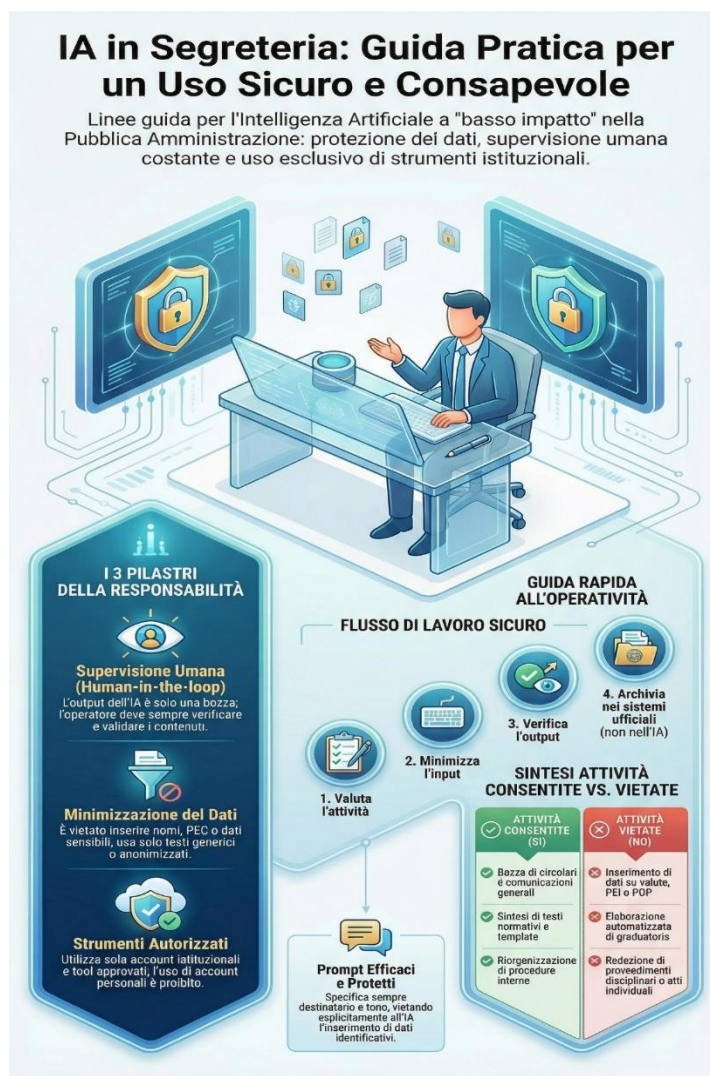 IA in Segreteria: Guida Pratica per
un Uso Sicuro e Consapevole
Linee guida per l'Intelligenza Artificiale a "basso impatto" nella
Pubblica Amministrazione: protezione dei dati, supervisione umana
costante e uso esclusivo di strumenti istituzionali.
I 3 PILASTRI
DELLA RESPONSABILITÀ
Supervisione Umana
(Human-in-the-loop)
L'output dell'IA è solo una bozza;
l'operatore deve sempre verificare
e validare i contenuti.
Minimizzazione del Dati
È vietato inserire nomi, PEC o dati
sensibili, usa solo testi generici
o anonimizzati.
Strumenti Autorizzati
Utilizza sola account iatituzionali
e tool approvati; l'uso di account
personali è proibito.
GUIDA RAPIDA
ALL'OPERATIVITÀ
FLUSSO DI LAVORO SICURO
1. Valuta
l'attività
2. Minimizza
l'input
3. Verifica
l'output
4. Archivia
nei sistemi
ufficiali
(non nell'IA)
Prompt Efficaci
e Protetti
Specifica sempre
destinatario e tono, vietando
esplicitamente all'IA
l'inserimento di dati
identificativi.
SINTESI ATTIVITÀ
CONSENTITE VS. VIETATE
ATTIVITÀ
CONSENTITE
(SI)
Bazza di circolari
é comunicazioni
generall
Sintesi di testi
normativi e
template
Riorgenizzazione
di procedure
interne
ATTIVITÀ
VIETATE
(NO)
Inserimento di
dati su valute,
PEI o POP
Elaborazione
automatizzata
di graduatoris
Redezione di
proveedimenti
disciplinari o atti
individuali